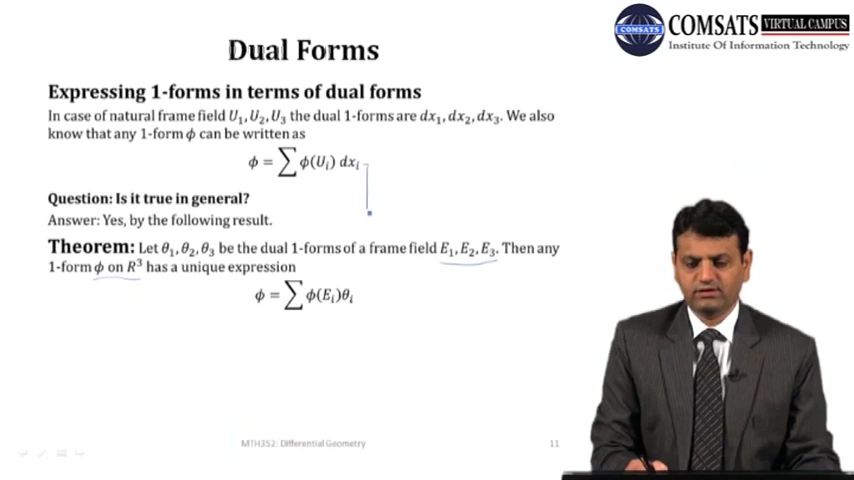 Dual Forms
COMSATS
COMSATS VIRTUAL CAMPUS
Institute Of Information Technology
Expressing 1-forms in terms of dual forms
In case of natural frame field U₁, U₂, U₃ the dual 1-forms are dx₁, dx₂, dx₃. We also
know that any 1-form ϕ can be written as
ϕ = ∑ ϕ(Uᵢ) dxᵢ
Question: Is it true in general?
Answer: Yes, by the following result.
Theorem: Let θ₁, θ₂, θ₃ be the dual 1-forms of a frame field E₁, E₂, E₃. Then any
1-form ϕ on R³ has a unique expression
ϕ = ∑ ϕ(Eᵢ)θᵢ
MTH352: Differential Geometry
11